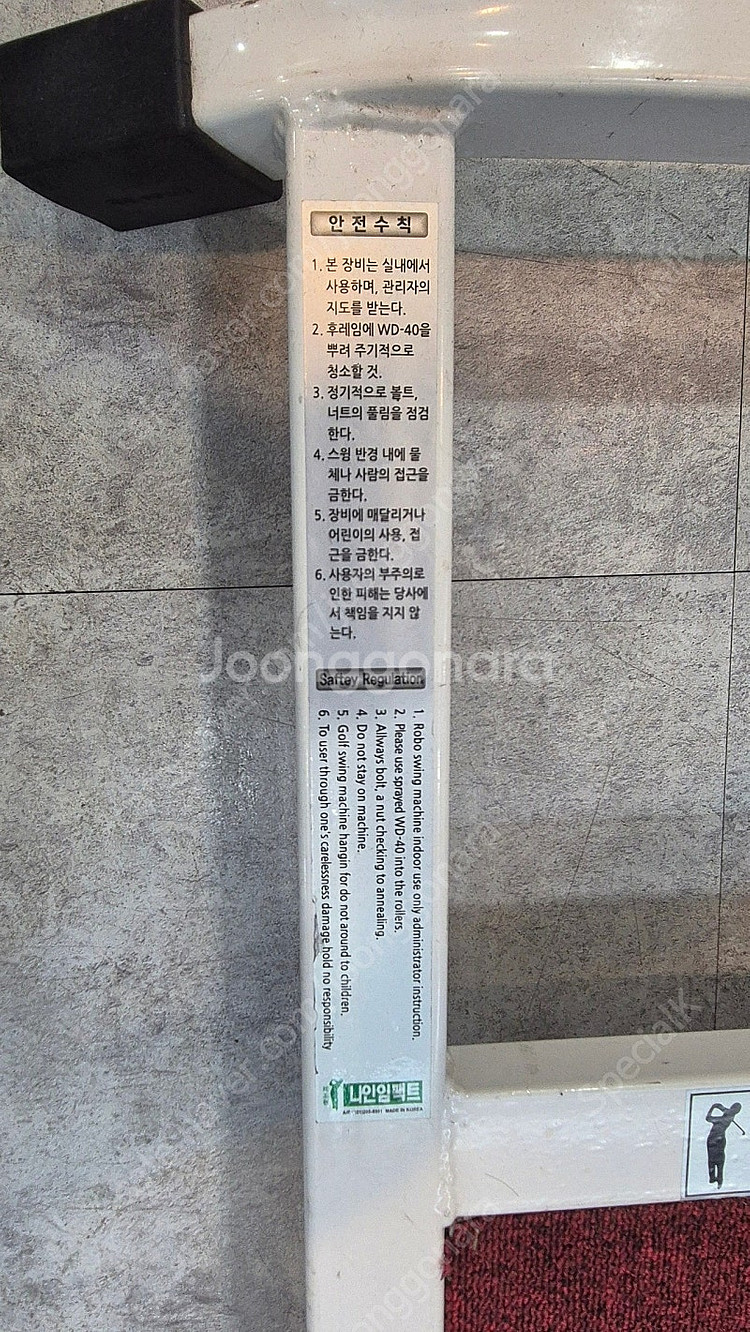 안전수칙
1. 본 장비는 실내에서
사용하며, 관리자의
지도를 받는다.
2. 후레임에 WD-40을
뿌려 주기적으로
청소할 것.
3. 정기적으로 볼트,
너트의 풀림을 점검
한다.
4. 스윙 반경 내에 물
체나 사람의 접근을
금한다.
5. 장비에 매달리거나
어린이의 사용, 접
근을 금한다.
6. 사용자의 부주의로
인한 피해는 당사에
서 책임을 지지 않
는다.
Joonggonara
Saftey Regulation
1. Robo swing machine indoor use only administrator instruction.
2. Please use sprayed WD-40 into the rollers.
3. Allways bolt, a nut checking to annealing.
4. Do not stay on machine.
5. Golf swing machine hangin for do not around to children.
6. To user through one's carelessness damage hold no responsibility
나인임팩트
MADE IN KOREA